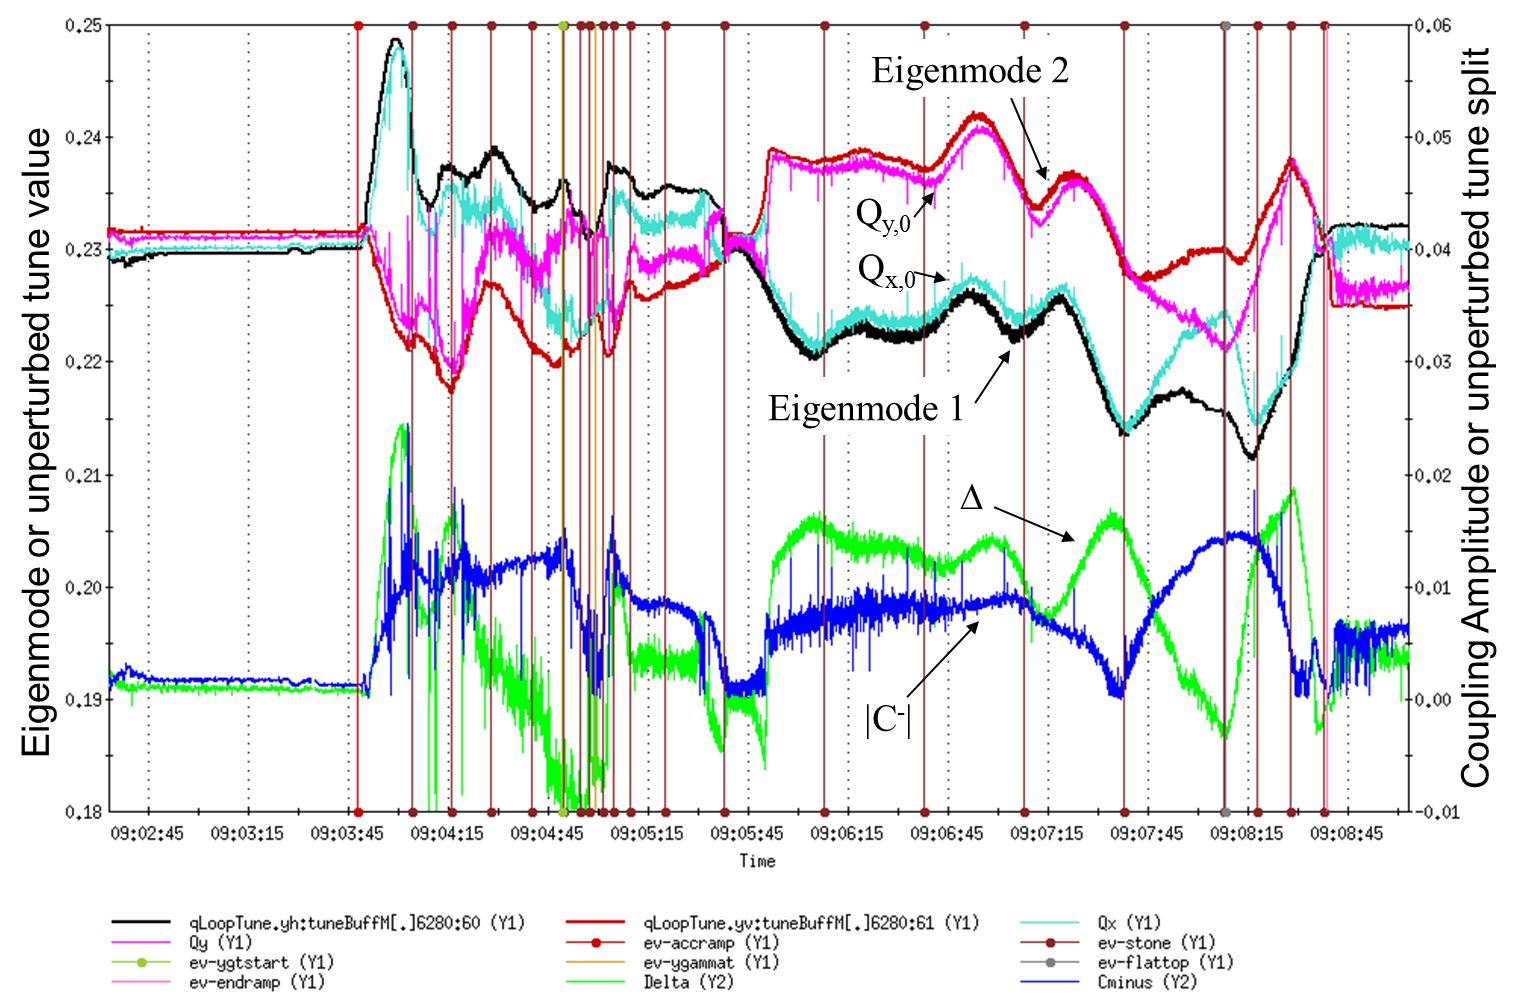 Eigenmode or unperturbed tune value
Coupling Amplitude or unperturbed tune split
0.25
0.24
0.23
0.22
0.21
0.20
0.19
0.18
0.06
0.05
0.04
0.03
0.02
0.01
0.00
-0.01
Eigenmode 2
Qy,0
Qx,0
Eigenmode 1
Δ
|C-|
09:02:45 09:03:15 09:03:45 09:04:15 09:04:45 09:05:15 09:05:45 09:06:15 09:06:45 09:07:15 09:07:45 09:08:15 09:08:45
Time
qLoopTune.yh:tuneBuffM[.]6280:60 (Y1) qLoopTune.yv:tuneBuffM[.]6280:61 (Y1) Qx (Y1)
Qy (Y1) ev-accramp (Y1) ev-stone (Y1)
ev-ygtstart (Y1) ev-ygammat (Y1) ev-flattop (Y1)
ev-endramp (Y1) Delta (Y2) Cminus (Y2)